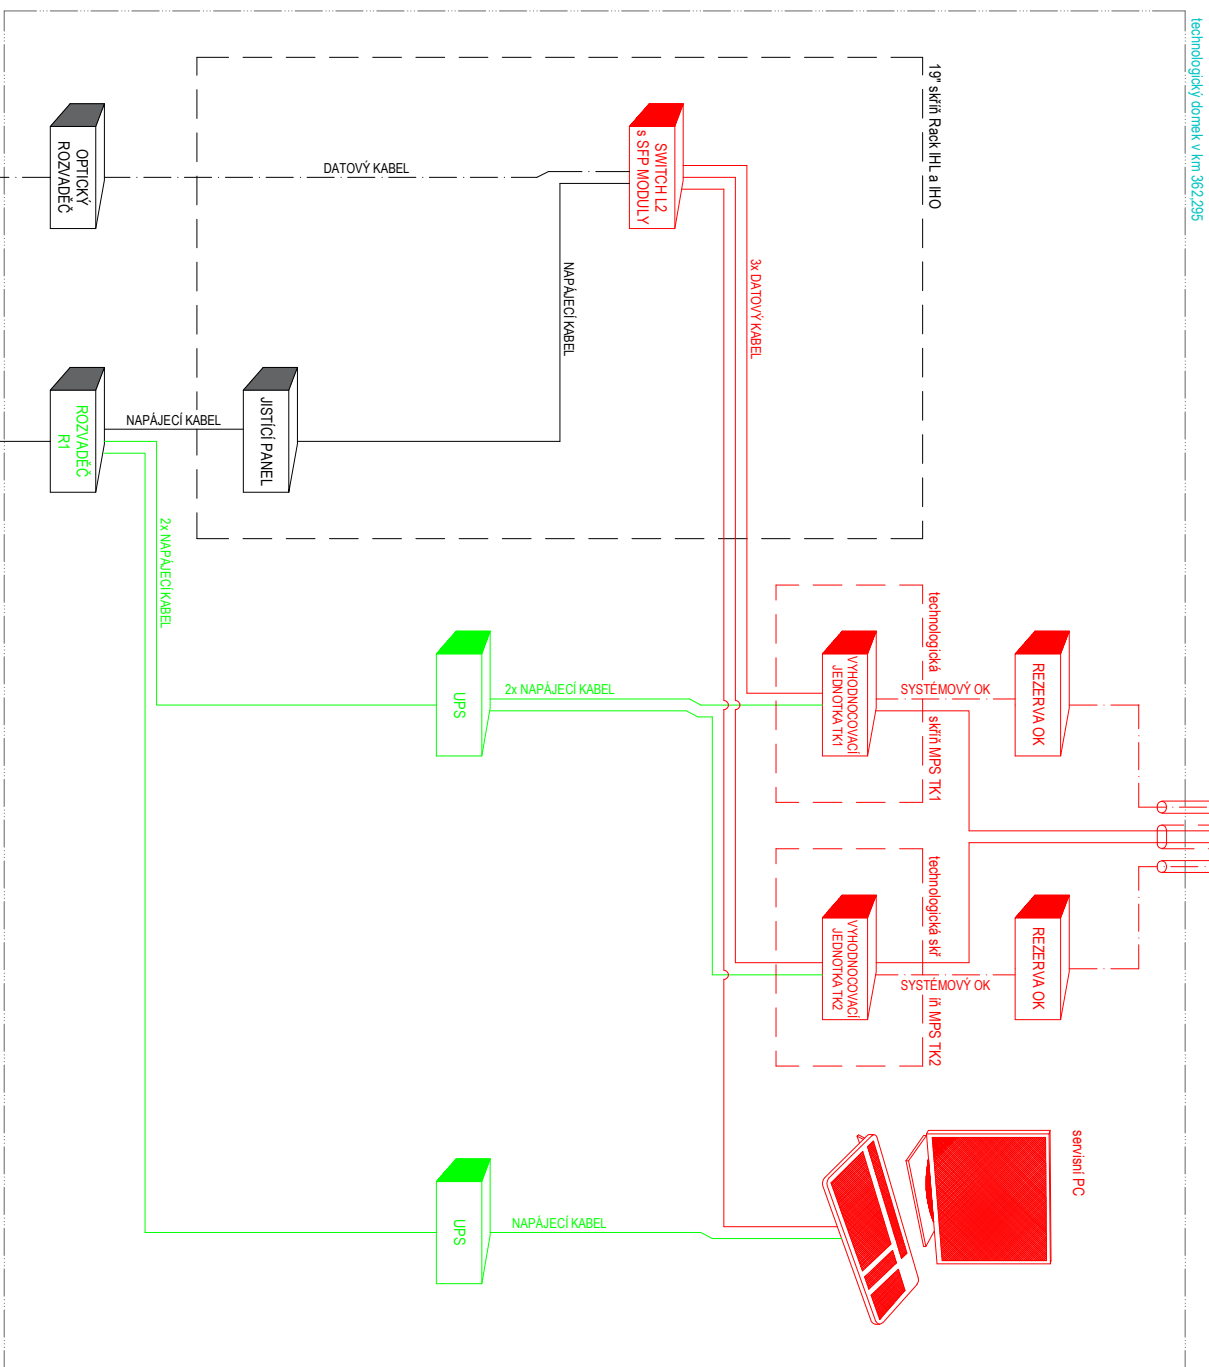 technologický domek v km 362,295
19" skříň Rack IHL a IHO
OPTICKÝ
ROZVADĚČ
DATOVÝ KABEL
SWITCH L2
s SFP MODULY
3x DATOVÝ KABEL
NAPÁJECÍ KABEL
ROZVADĚČ
R1
NAPÁJECÍ KABEL
JISTÍCÍ PANEL
2x NAPÁJECÍ KABEL
UPS
2x NAPÁJECÍ KABEL
technologická skříň MPS TK1
VYHODNOCOVACÍ
JEDNOTKA TK1
SYSTÉMOVÝ OK
REZERVA OK
technologická skříň MPS TK2
VYHODNOCOVACÍ
JEDNOTKA TK2
SYSTÉMOVÝ OK
REZERVA OK
servisní PC
UPS
NAPÁJECÍ KABEL